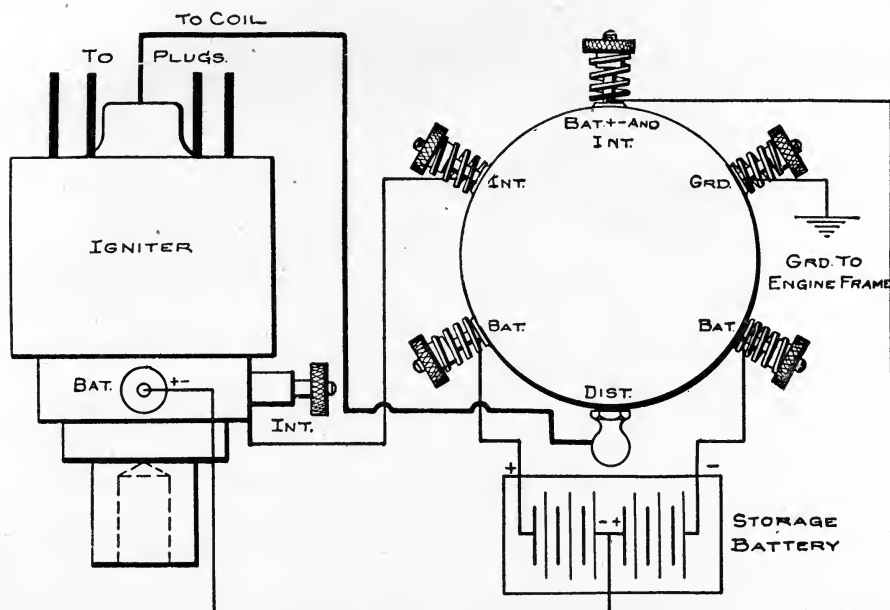 TO COIL
TO PLUGS.
IGNITER
BAT.
+-
INT.
BAT. +- AND
INT.
INT.
GRD.
GRD. TO
ENGINE FRAME
BAT.
BAT.
DIST.
+
-
-+
STORAGE
BATTERY